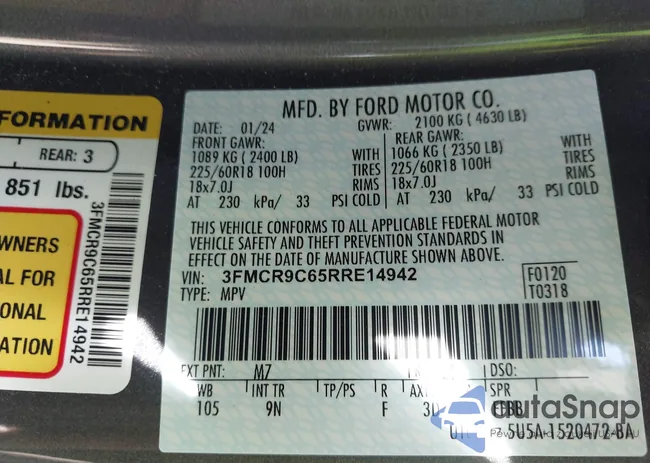 FORMATION
REAR: 3
851 lbs.
WNERS
AL FOR
ONAL
ATION
3FMCR9C65RRE14942
MFD. BY FORD MOTOR CO.
DATE: 01/24 GVWR: 2100 KG ( 4630 LB)
FRONT GAWR: REAR GAWR:
1089 KG ( 2400 LB) WITH 1066 KG ( 2350 LB) WITH
225/60R18 100H TIRES 225/60R18 100H TIRES
18x7.0J RIMS 18x7.0J RIMS
AT 230 kPa/ 33 PSI COLD AT 230 kPa/ 33 PSI COLD
THIS VEHICLE CONFORMS TO ALL APPLICABLE FEDERAL MOTOR
VEHICLE SAFETY AND THEFT PREVENTION STANDARDS IN
EFFECT ON THE DATE OF MANUFACTURE SHOWN ABOVE.
VIN: 3FMCR9C65RRE14942 F0120
TYPE: MPV T0318
EXT PNT: M7 DSO:
WB INT TR TP/PS R SPR
105 9N F
5U5A-1520472-BA
autoSnap